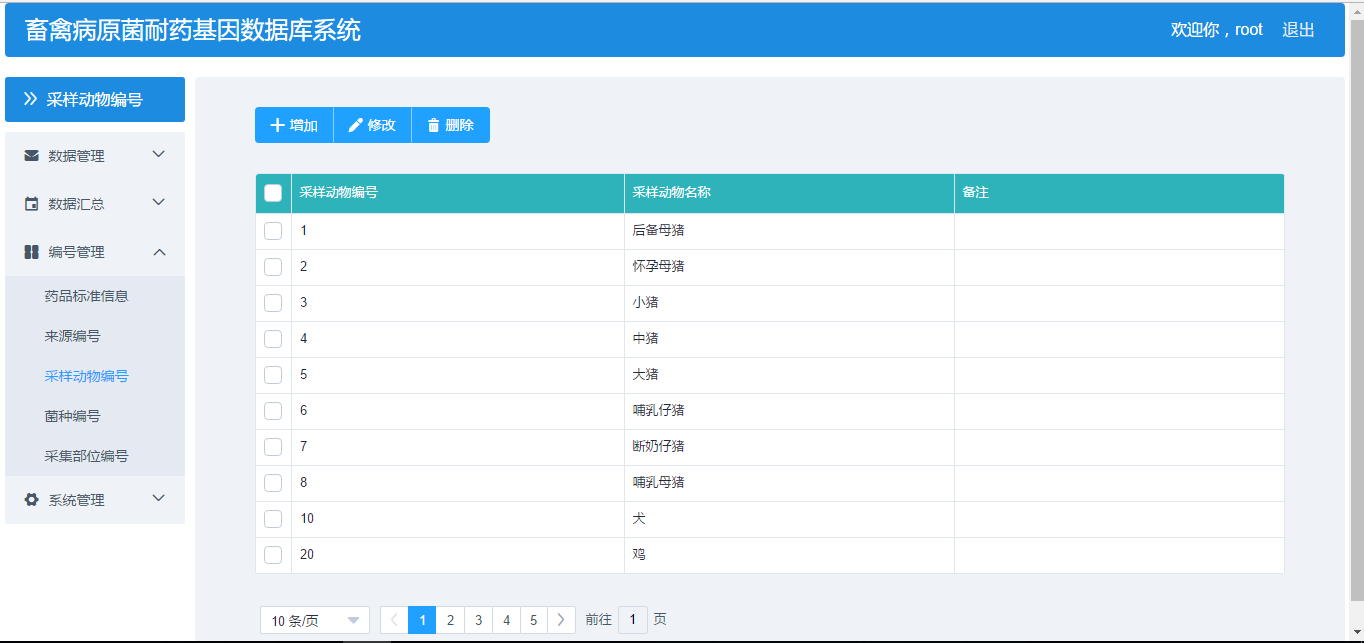 畜禽病原菌耐药基因数据库系统
欢迎你，root 退出
采样动物编号
数据管理
数据汇总
编号管理
药品标准信息
来源编号
采样动物编号
菌种编号
采集部位编号
系统管理
增加 修改 删除
采样动物编号 采样动物名称 备注
1 后备母猪
2 怀孕母猪
3 小猪
4 中猪
5 大猪
6 哺乳仔猪
7 断奶仔猪
8 哺乳母猪
10 犬
20 鸡
10 条/页 1 2 3 4 5 前往 1 页